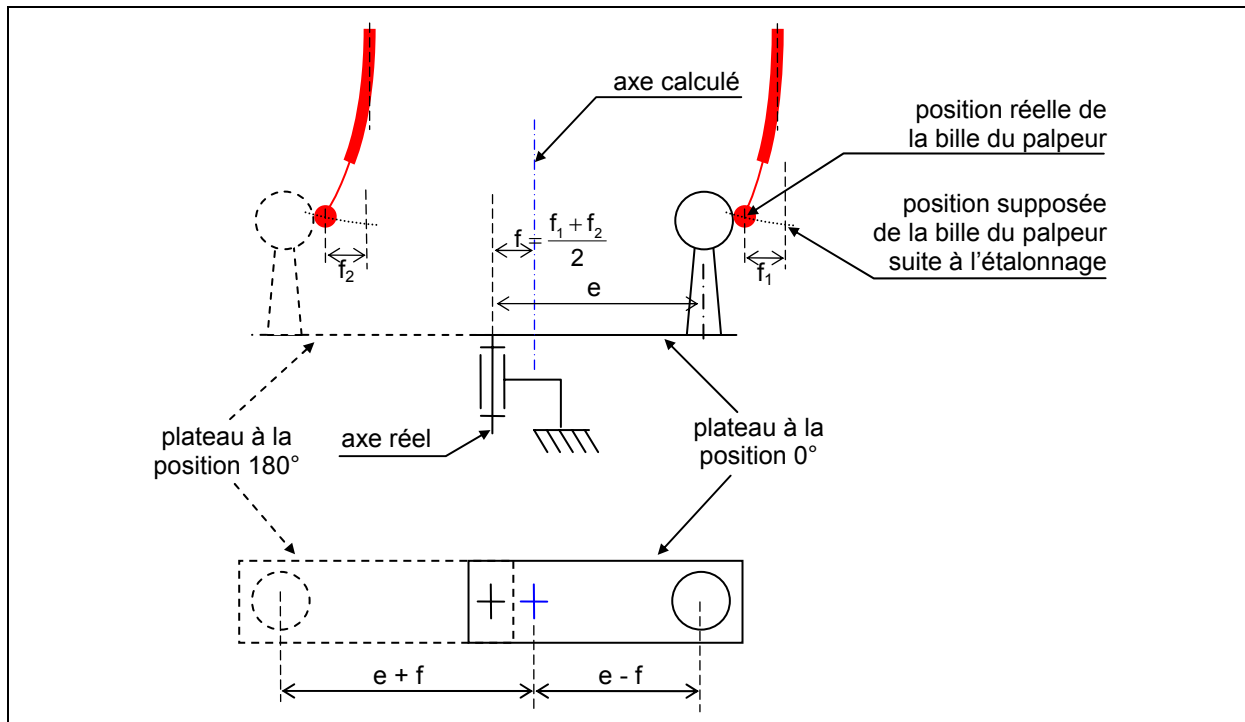 axe calculé
position réelle de
la bille du palpeur
position supposée
de la bille du palpeur
suite à l'étalonnage
f₂
f = (f₁ + f₂)/2
f₁
e
axe réel
plateau à la
position 180°
plateau à la
position 0°
e + f
e - f